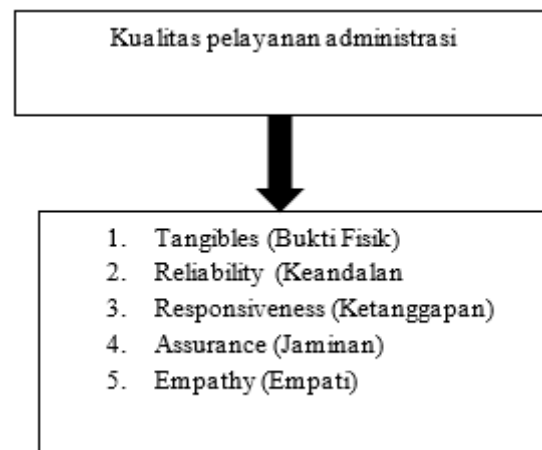 Kualitas pelayanan administrasi
1. Tangibles (Bukti Fisik)
2. Reliability (Keandalan
3. Responsiveness (Ketanggapan)
4. Assurance (Jaminan)
5. Empathy (Empati)